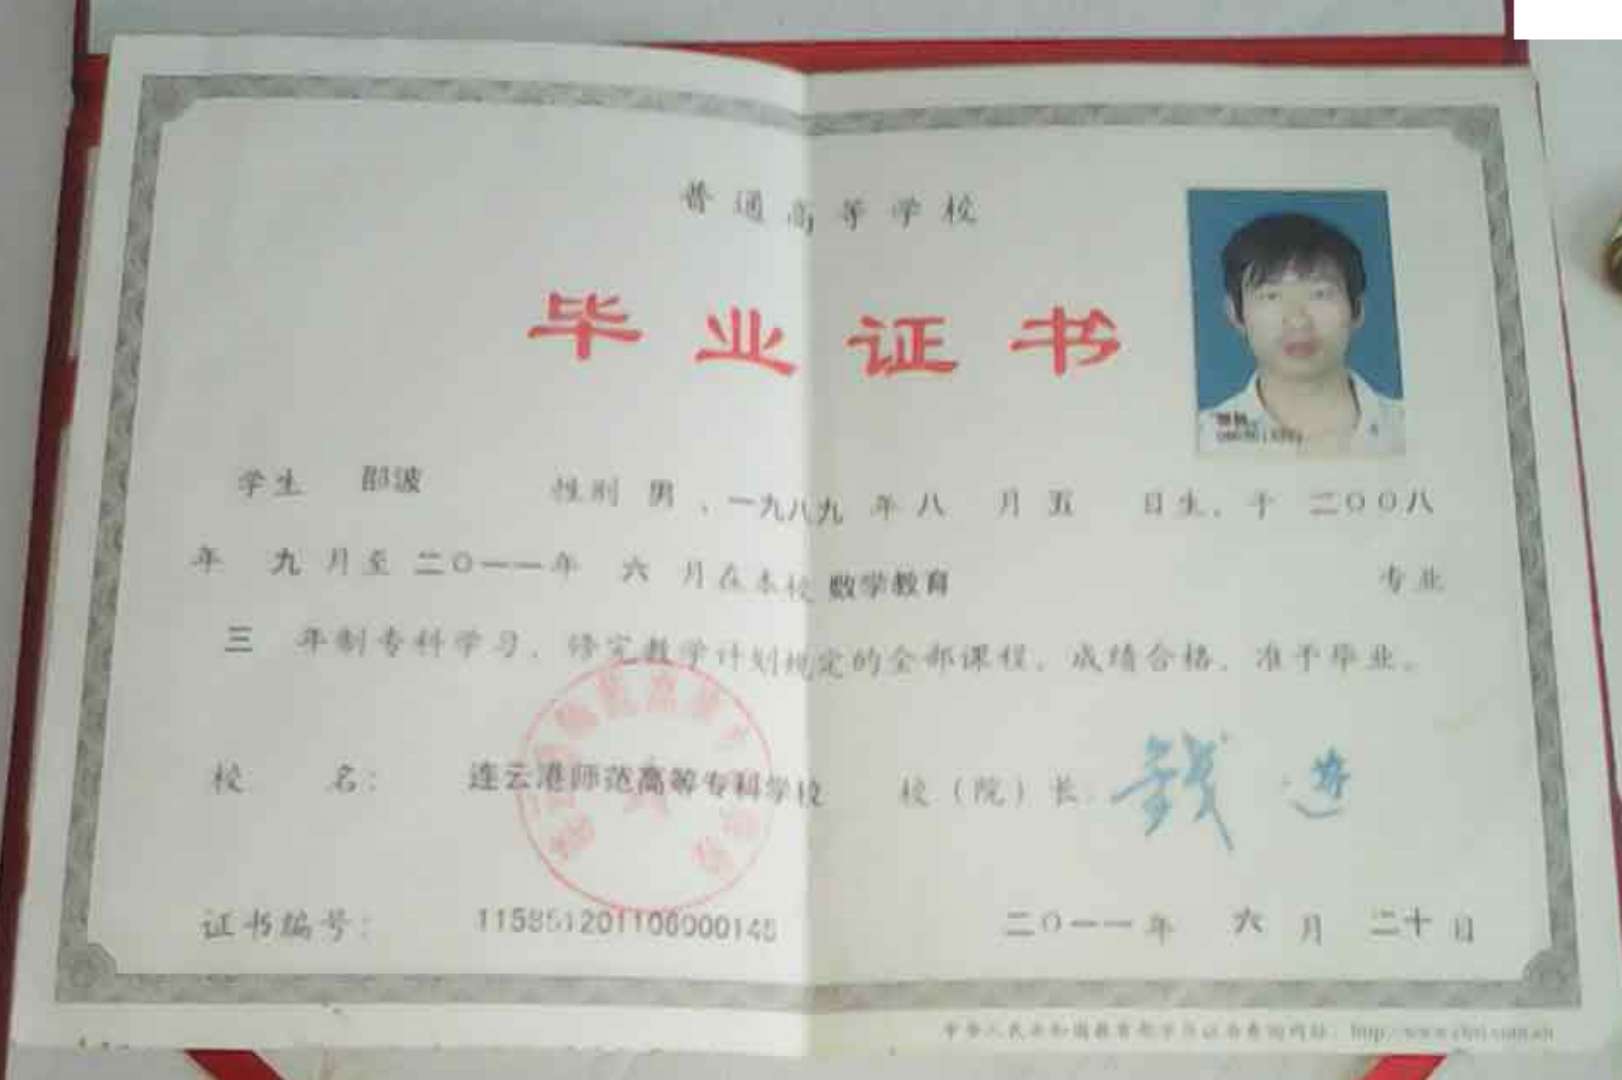 普通高等学校
毕业证书
学生 邵波 性别 男 、一九八九 年 八 月 五 日生，于 二〇〇八
年 九 月至 二〇一一年 六 月在本校 数学教育 专业
三 年制专科学习，修完教学计划规定的全部课程，成绩合格，准予毕业。
校 名： 连云港师范高等专科学校 校（院）长：钱进
证书编号：
二〇一一年 六 月 二十 日
中华人民共和国教育部学历证书查询网址：